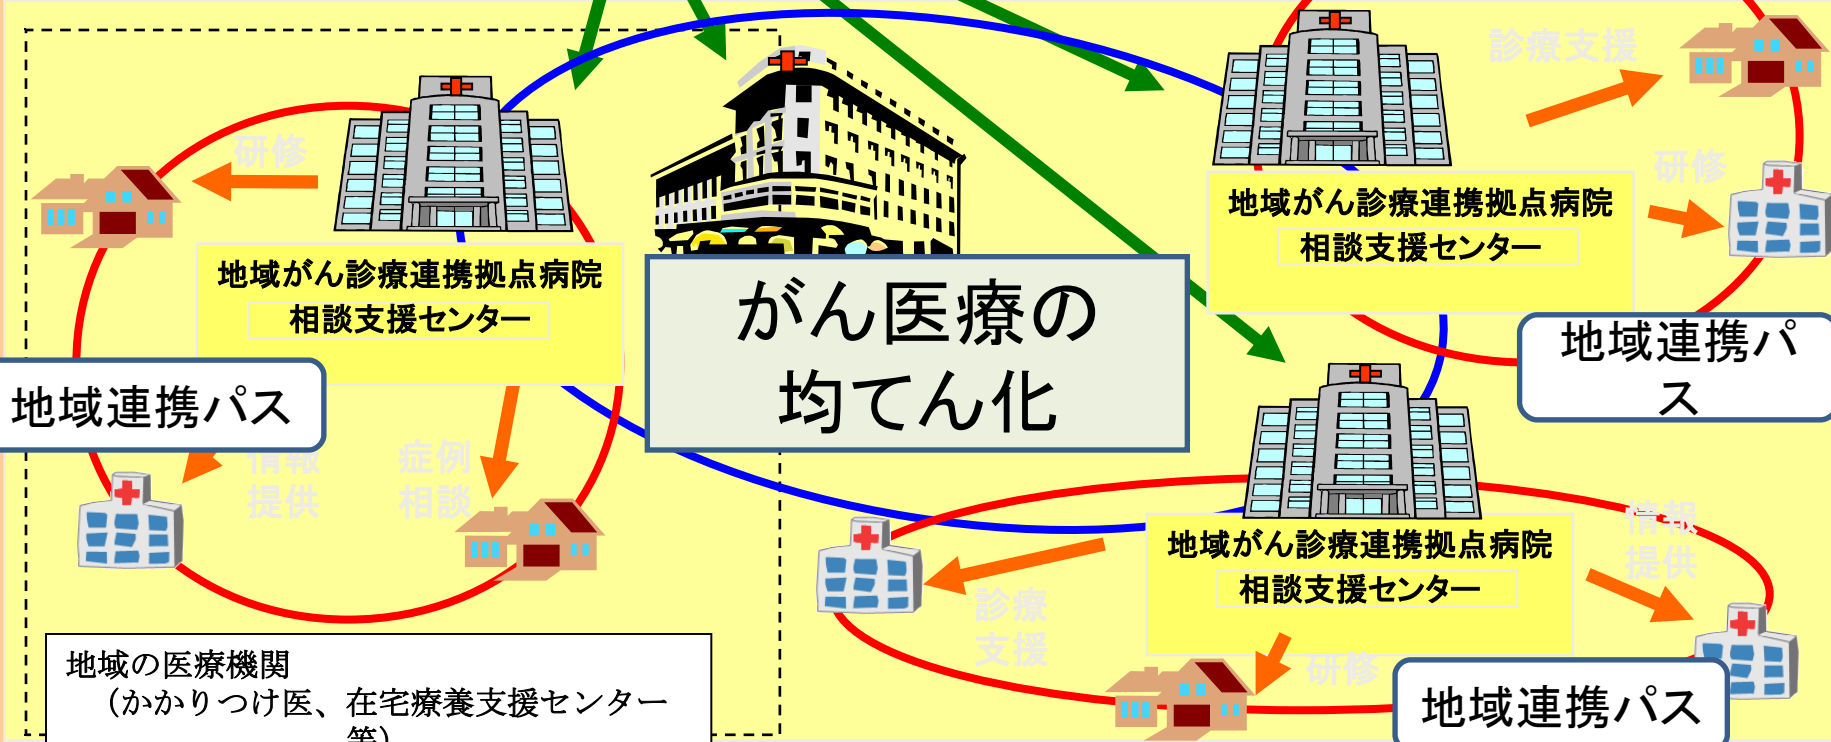 診療支援
研修
研修
地域がん診療連携拠点病院
相談支援センター
地域がん診療連携拠点病院
相談支援センター
がん医療の
均てん化
地域連携パ
ス
地域連携パス
情報
提供
症例
相談
情報
提供
地域がん診療連携拠点病院
相談支援センター
診療
支援
研修
地域の医療機関
(かかりつけ医、在宅療養支援センター
等)
地域連携パス